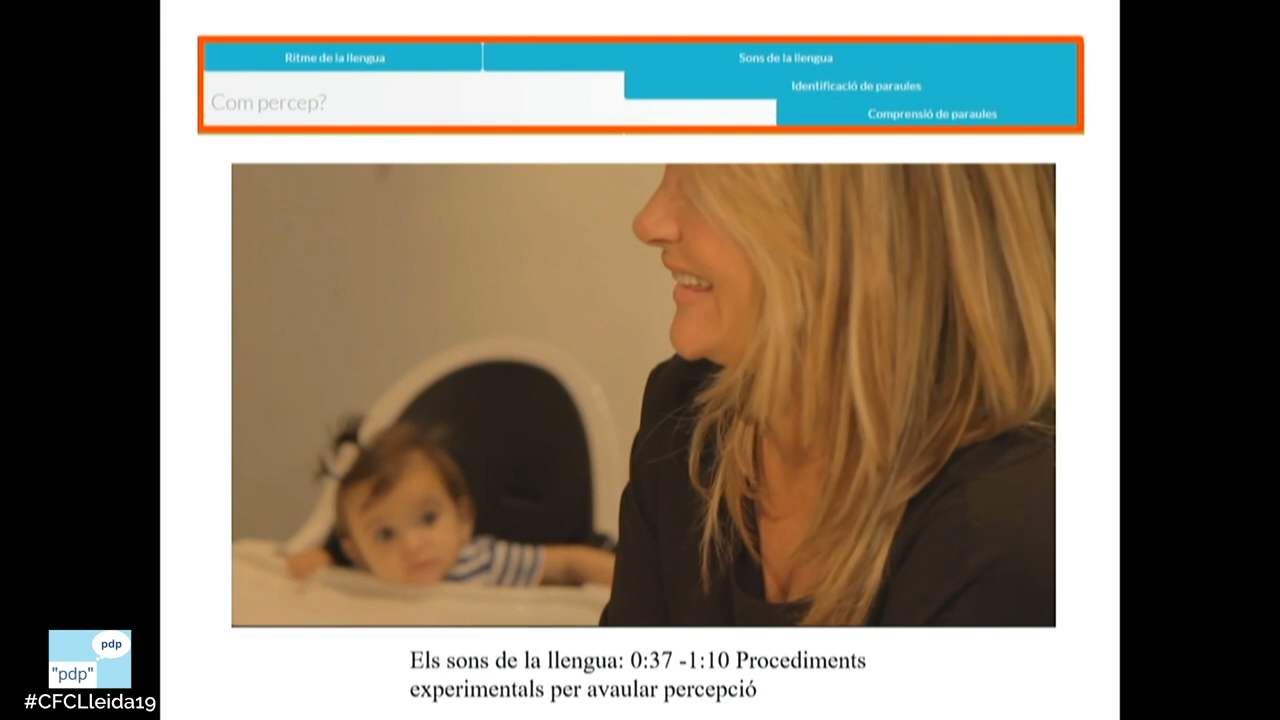 Ritme de la llengua
Sons de la llengua
Identificació de paraules
Com percep?
Comprensió de paraules
Els sons de la llengua: 0:37 -1:10 Procediments
experimentals per avaular percepció
pdp
"pdp"
#CFCLleida19